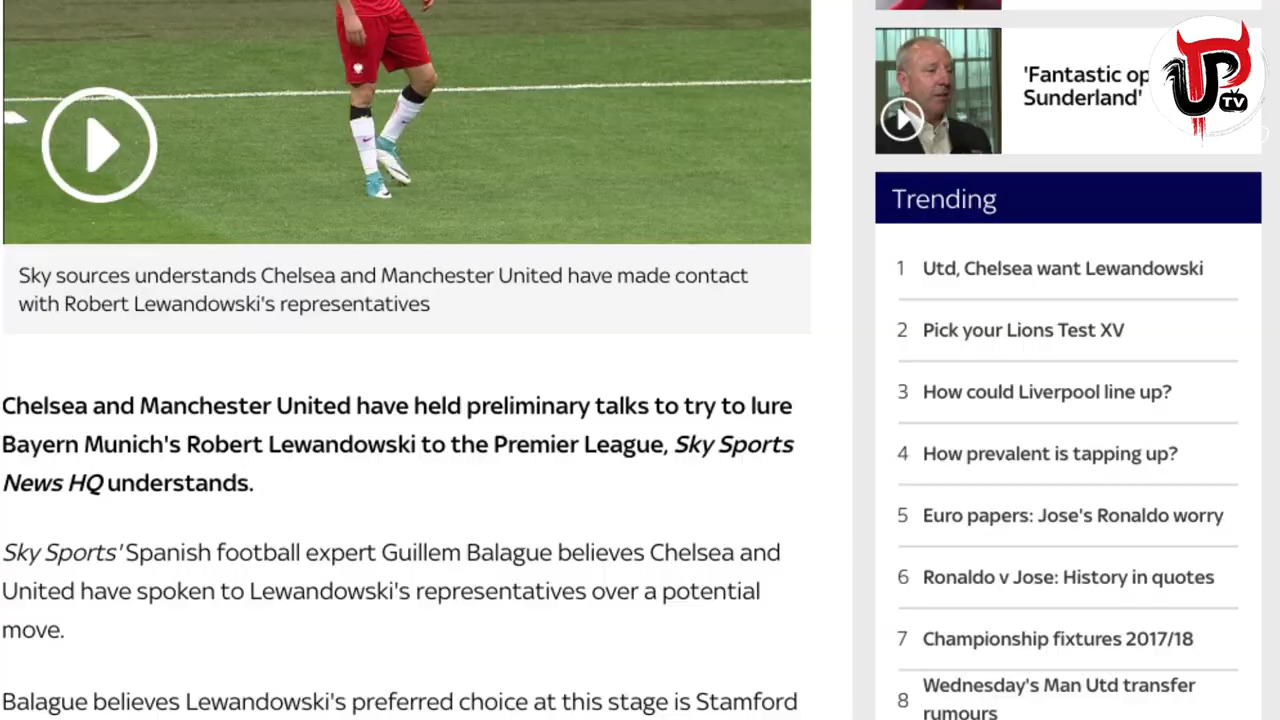 Sky sources understands Chelsea and Manchester United have made contact
with Robert Lewandowski's representatives
Chelsea and Manchester United have held preliminary talks to try to lure
Bayern Munich's Robert Lewandowski to the Premier League, Sky Sports
News HQ understands.
Sky Sports' Spanish football expert Guillem Balague believes Chelsea and
United have spoken to Lewandowski's representatives over a potential
move.
Balague believes Lewandowski's preferred choice at this stage is Stamford
'Fantastic op
Sunderland'
UP
TV
Trending
1 Utd, Chelsea want Lewandowski
2 Pick your Lions Test XV
3 How could Liverpool line up?
4 How prevalent is tapping up?
5 Euro papers: Jose's Ronaldo worry
6 Ronaldo v Jose: History in quotes
7 Championship fixtures 2017/18
8 Wednesday's Man Utd transfer
rumours